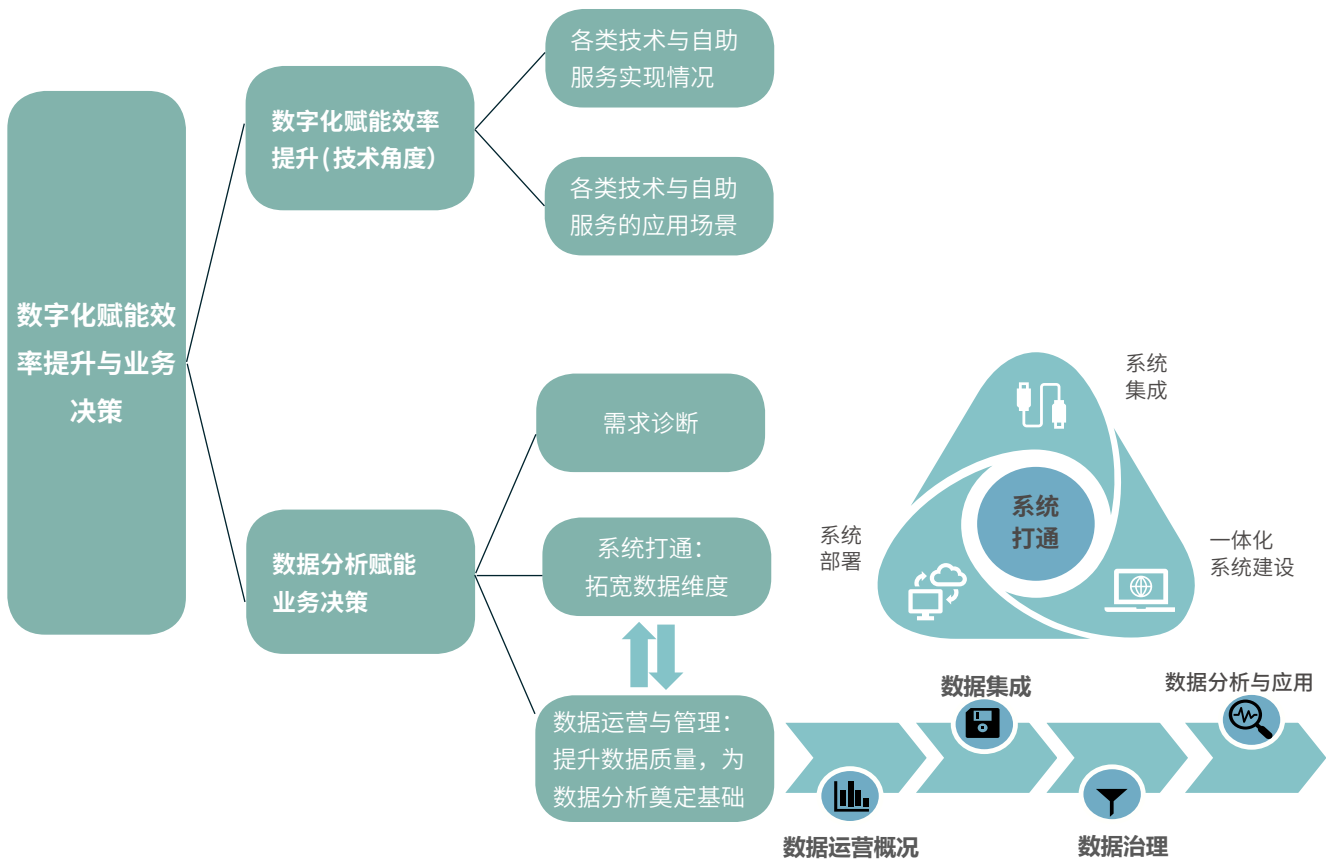 数字化赋能效
率提升与业务
决策
数字化赋能效率
提升(技术角度）
各类技术与自助
服务实现情况
各类技术与自助
服务的应用场景
数据分析赋能
业务决策
需求诊断
系统打通：
拓宽数据维度
数据运营与管理：
提升数据质量，为
数据分析奠定基础
系统
集成
系统
打通
系统
部署
一体化
系统建设
数据集成
数据分析与应用
数据运营概况
数据治理